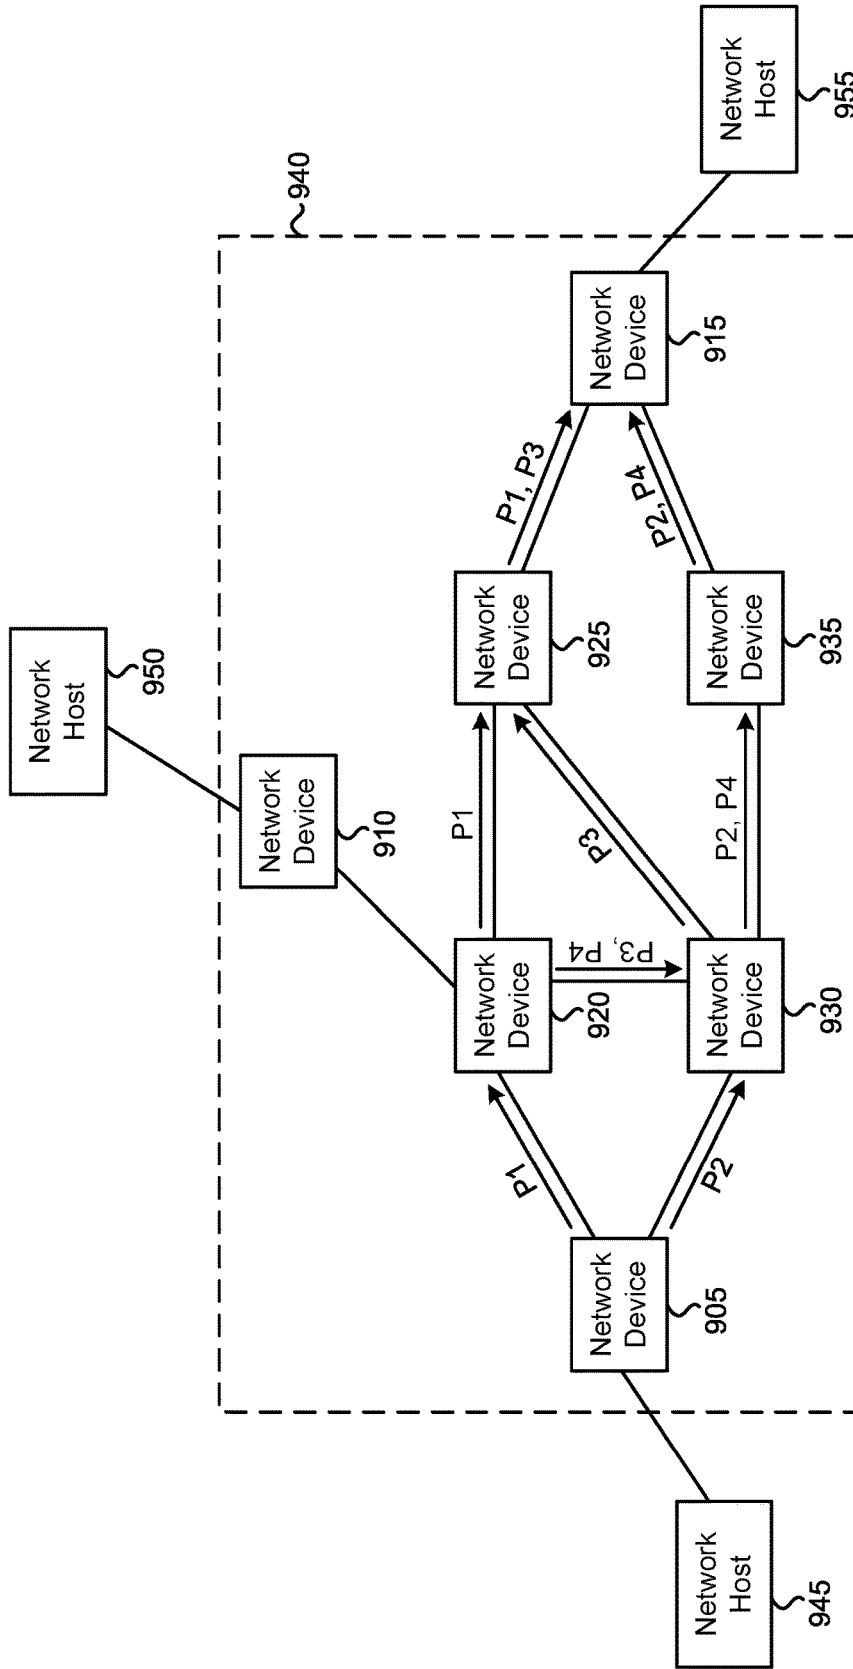 Network
Host
950
940
Network
Device
910
P1
Network
Device
920
P1
Network
Device
925
P1, P3
P3, P4
P3
Network
Host
945
Network
Device
905
Network
Device
915
Network
Host
955
P2
Network
Device
930
P2, P4
Network
Device
935
P2, P4